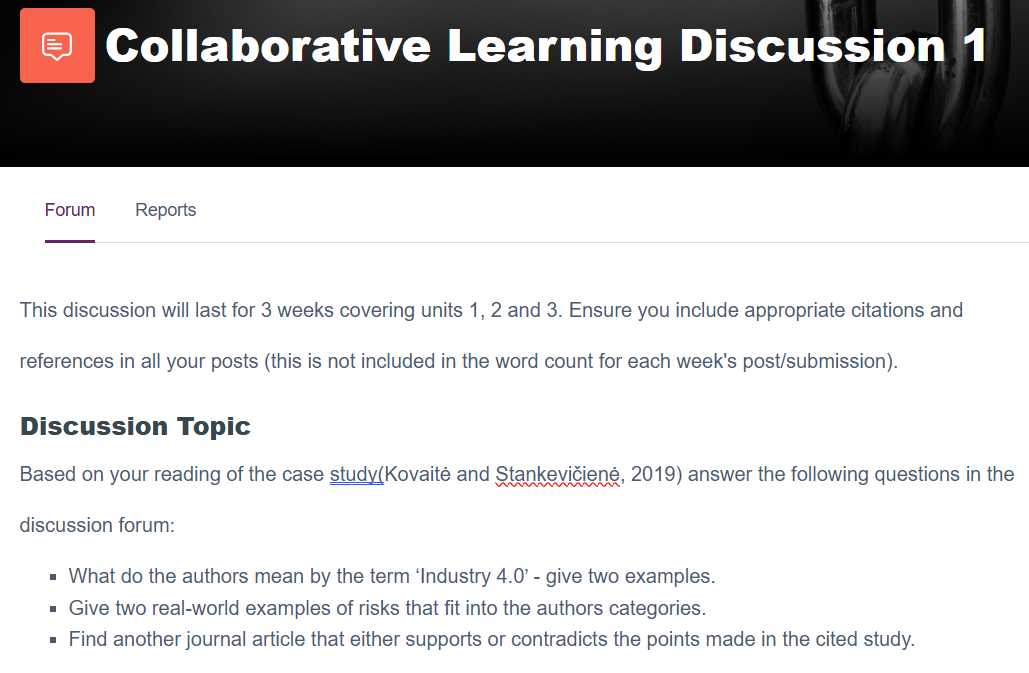 Collaborative Learning Discussion 1
Forum Reports
This discussion will last for 3 weeks covering units 1, 2 and 3. Ensure you include appropriate citations and
references in all your posts (this is not included in the word count for each week's post/submission).
Discussion Topic
Based on your reading of the case study(Kovaitė and Stankevičienė, 2019) answer the following questions in the
discussion forum:
▪ What do the authors mean by the term ‘Industry 4.0’ - give two examples.
▪ Give two real-world examples of risks that fit into the authors categories.
▪ Find another journal article that either supports or contradicts the points made in the cited study.